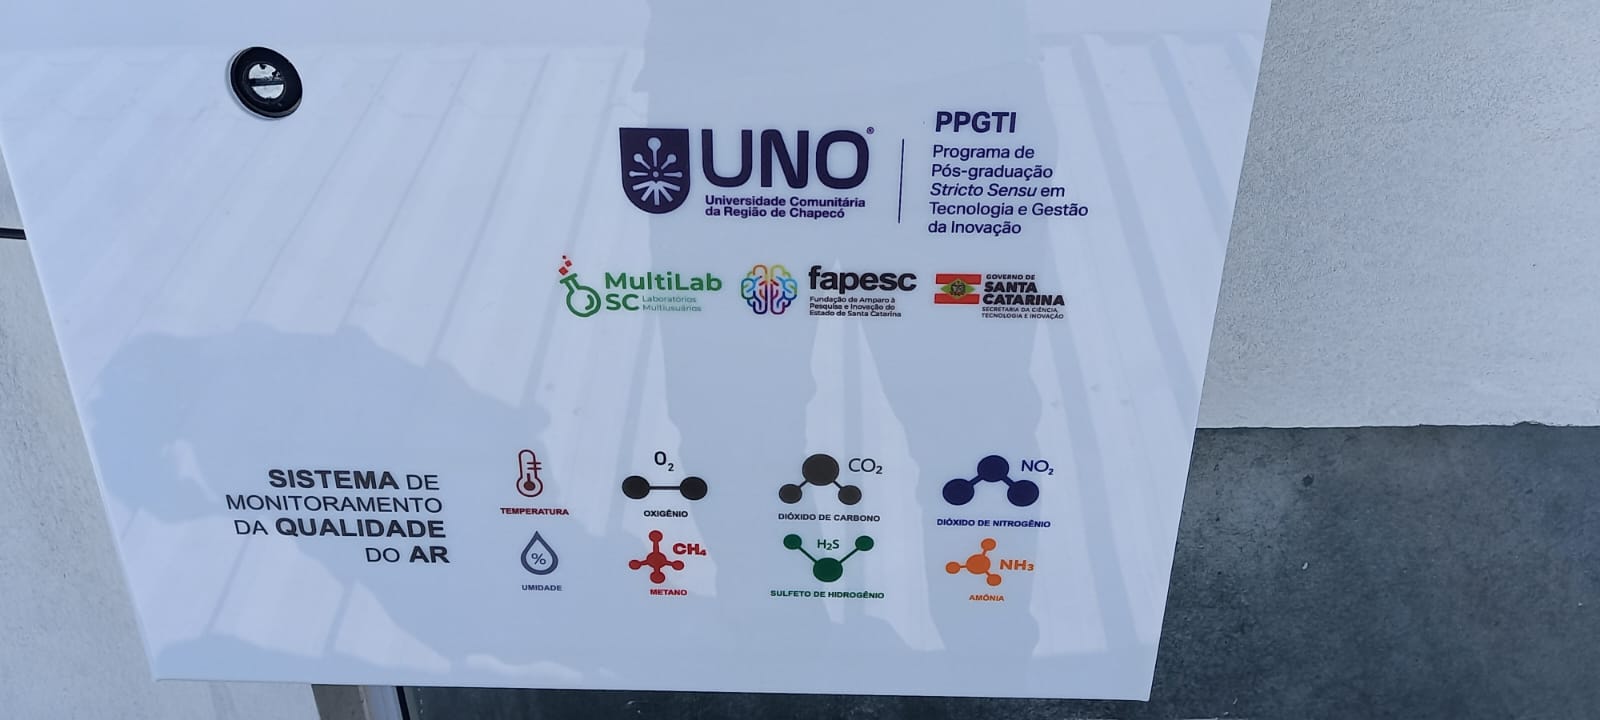 UNO®
Universidade Comunitária
da Região de Chapecó
PPGTI
Programa de
Pós-graduação
Stricto Sensu em
Tecnologia e Gestão
da Inovação
MultiLab
SC Laboratórios
Multiusuários
fapesc
Fundação de Amparo à
Pesquisa e Inovação do
Estado de Santa Catarina
GOVERNO DE
SANTA
CATARINA
SECRETARIA DA CIÊNCIA,
TECNOLOGIA E INOVAÇÃO
SISTEMA DE
MONITORAMENTO
DA QUALIDADE
DO AR
TEMPERATURA
O₂
OXIGÊNIO
CO₂
DIÓXIDO DE CARBONO
NO₂
DIÓXIDO DE NITROGÊNIO
%
UMIDADE
CH₄
METANO
H₂S
SULFETO DE HIDROGÊNIO
NH₃
AMÔNIA